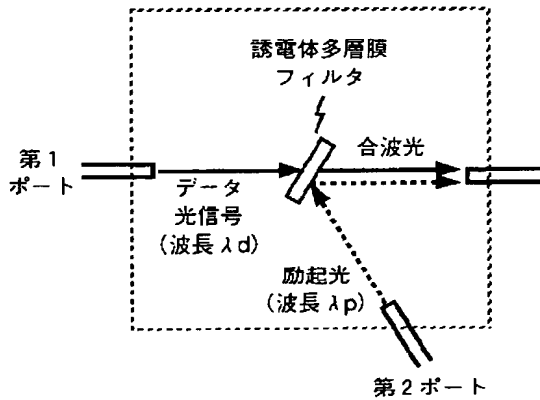 誘電体多層膜
フィルタ
第1
ポート
合波光
データ
光信号
(波長λd)
励起光
(波長λp)
第2ポート